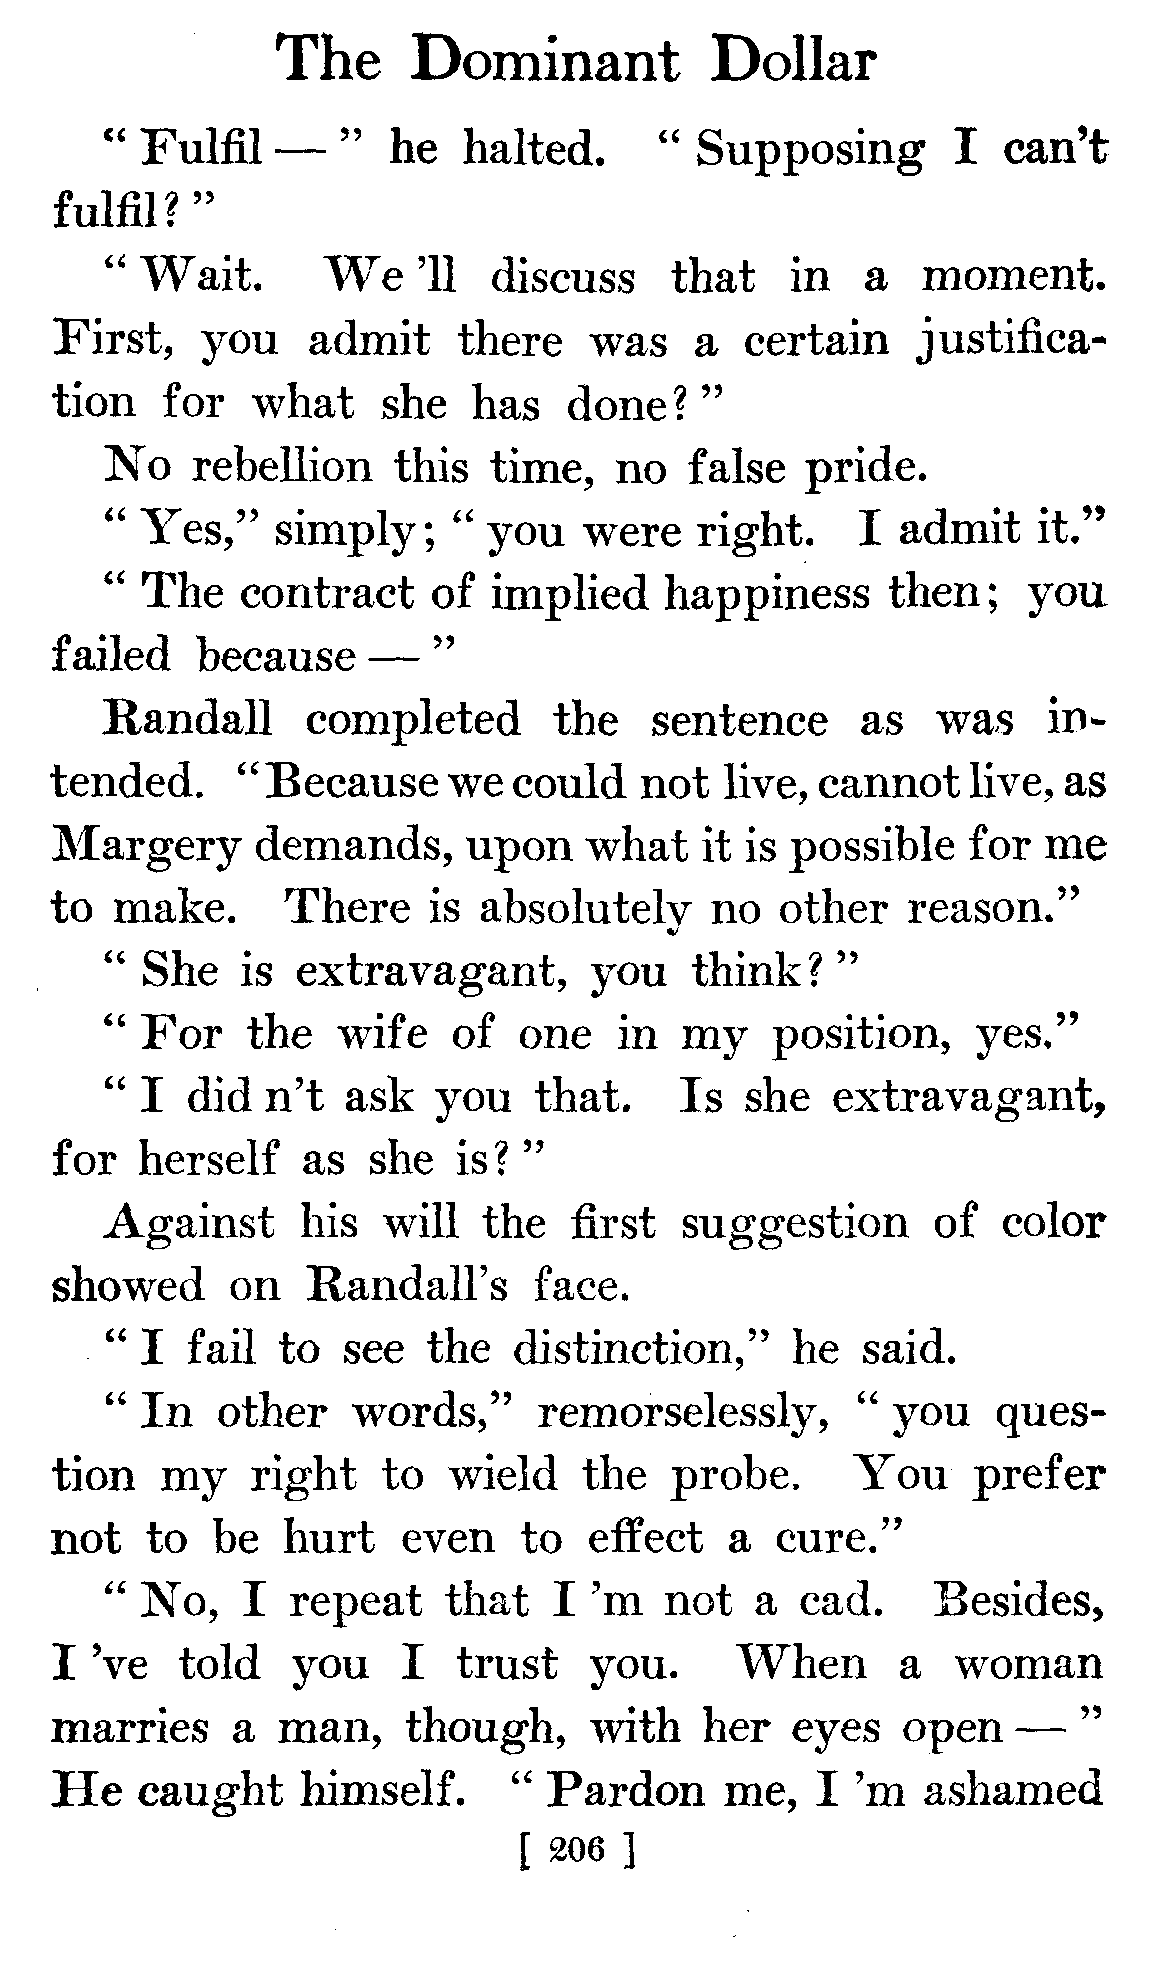 The Dominant Dollar
“ Fulfil — ” he halted. “ Supposing I can’t
fulfil? ”
“ Wait. We ’ll discuss that in a moment.
First, you admit there was a certain justifica-
tion for what she has done? ”
No rebellion this time, no false pride.
“ Yes,” simply; “ you were right. I admit it.”
“ The contract of implied happiness then; you
failed because — ”
Randall completed the sentence as was in-
tended. “Because we could not live, cannot live, as
Margery demands, upon what it is possible for me
to make. There is absolutely no other reason.”
“ She is extravagant, you think? ”
“ For the wife of one in my position, yes.”
“ I did n’t ask you that. Is she extravagant,
for herself as she is? ”
Against his will the first suggestion of color
showed on Randall’s face.
“ I fail to see the distinction,” he said.
“ In other words,” remorselessly, “ you ques-
tion my right to wield the probe. You prefer
not to be hurt even to effect a cure.”
“ No, I repeat that I ’m not a cad. Besides,
I ’ve told you I trust you. When a woman
marries a man, though, with her eyes open — ”
He caught himself. “ Pardon me, I ’m ashamed
[ 206 ]